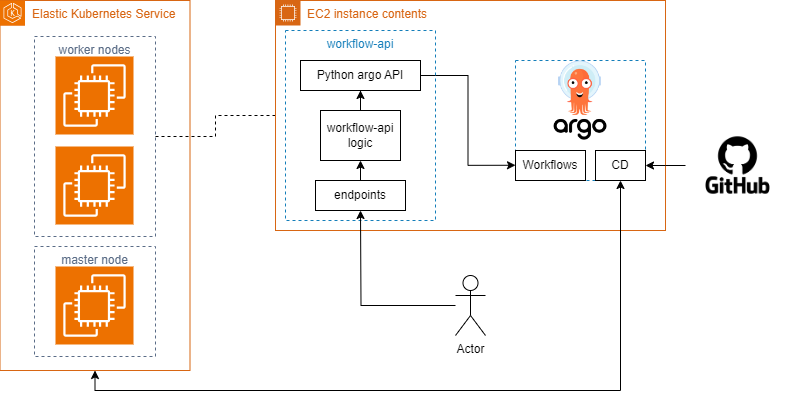 Elastic Kubernetes Service
worker nodes
master node
EC2 instance contents
workflow-api
Python argo API
workflow-api
logic
endpoints
argo
Workflows
CD
GitHub
Actor